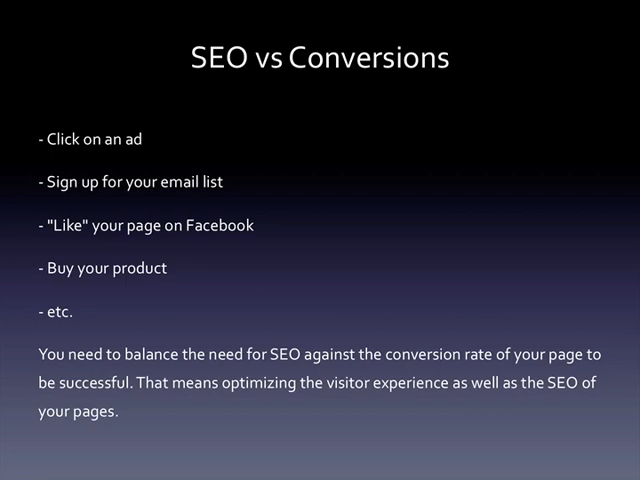 SEO vs Conversions
- Click on an ad
- Sign up for your email list
- "Like" your page on Facebook
- Buy your product
- etc.
You need to balance the need for SEO against the conversion rate of your page to
be successful. That means optimizing the visitor experience as well as the SEO of
your pages.